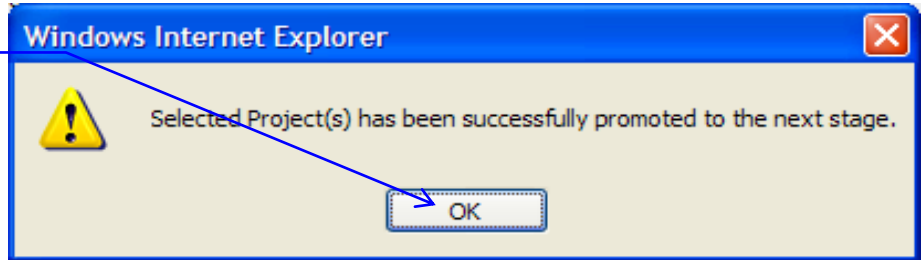 Windows Internet Explorer
Selected Project(s) has been successfully promoted to the next stage.
OK